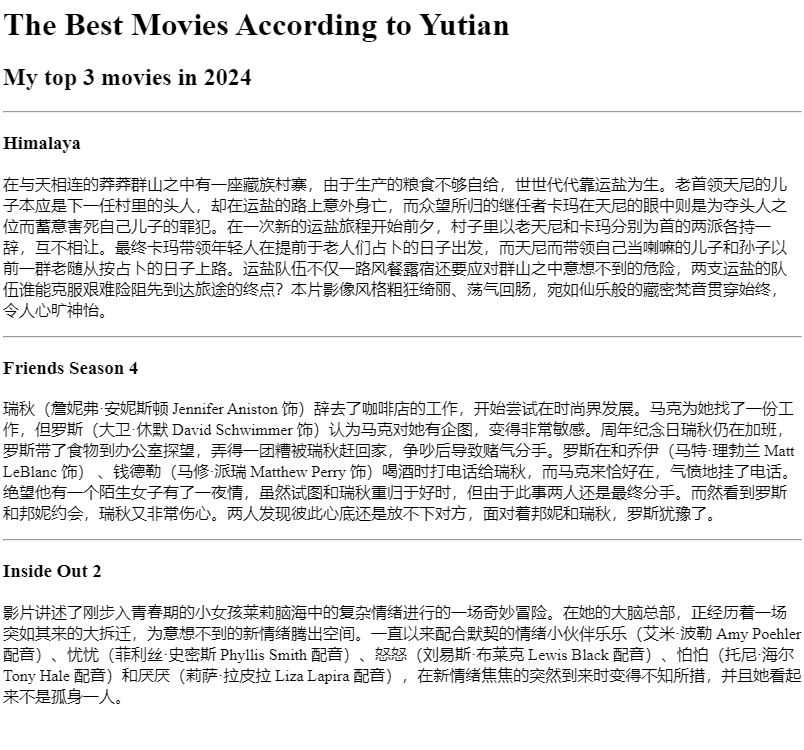 The Best Movies According to Yutian
My top 3 movies in 2024
Himalaya
在与天相连的莽莽群山之中有一座藏族村寨，由于生产的粮食不够自给，世世代代靠运盐为生。老首领天尼的儿
子本应是下一任村里的头人，却在运盐的路上意外身亡，而众望所归的继任者卡玛在天尼的眼中则是为夺头人之
位而蓄意害死自己儿子的罪犯。在一次新的运盐旅程开始前夕，村子里以老天尼和卡玛分别为首的两派各持一
辞，互不相让。最终卡玛带领年轻人在提前于老人们占卜的日子出发，而天尼而带领自己当喇嘛的儿子和孙子以
前一群老随从按占卜的日子上路。运盐队伍不仅一路风餐露宿还要应对群山之中意想不到的危险，两支运盐的队
伍谁能克服艰难险阻先到达旅途的终点？本片影像风格粗狂绮丽、荡气回肠，宛如仙乐般的藏密梵音贯穿始终，
令人心旷神怡。
Friends Season 4
瑞秋（詹妮弗·安妮斯顿 Jennifer Aniston 饰）辞去了咖啡店的工作，开始尝试在时尚界发展。马克为她找了一份工
作，但罗斯（大卫·休默 David Schwimmer 饰）认为马克对她有企图，变得非常敏感。周年纪念日瑞秋仍在加班，
罗斯带了食物到办公室探望，弄得一团糟被瑞秋赶回家，争吵后导致赌气分手。罗斯在和乔伊（马特·理勃兰 Matt
LeBlanc 饰） 、钱德勒（马修·派瑞 Matthew Perry 饰）喝酒时打电话给瑞秋，而马克来恰好在，气愤地挂了电话。
绝望他有一个陌生女子有了一夜情，虽然试图和瑞秋重归于好时，但由于此事两人还是最终分手。而然看到罗斯
和邦妮约会，瑞秋又非常伤心。两人发现彼此心底还是放不下对方，面对着邦妮和瑞秋，罗斯犹豫了。
Inside Out 2
影片讲述了刚步入青春期的小女孩莱莉脑海中的复杂情绪进行的一场奇妙冒险。在她的大脑总部，正经历着一场
突如其来的大拆迁，为意想不到的新情绪腾出空间。一直以来配合默契的情绪小伙伴乐乐（艾米·波勒 Amy Poehler
配音）、忧忧（菲利丝·史密斯 Phyllis Smith 配音）、怒怒（刘易斯·布莱克 Lewis Black 配音）、怕怕（托尼·海尔
Tony Hale 配音）和厌厌（莉萨·拉皮拉 Liza Lapira 配音），在新情绪焦焦的突然到来时变得不知所措，并且她看起
来不是孤身一人。